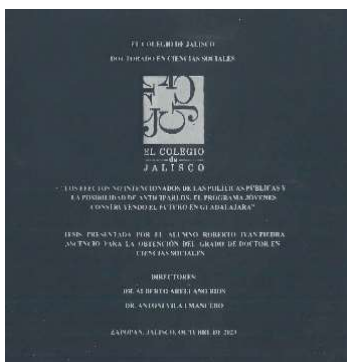 EL COLEGIO DE JALISCO
DOCTORADO EN CIENCIAS SOCIALES
EL COLEGIO
de
JALISCO
"LOS EFECTOS NO INTENCIONADOS DE LAS POLÍTICAS PÚBLICAS Y
LA POSIBILIDAD DE ANTICIPARLOS. EL PROGRAMA JÓVENES
CONSTRUYENDO EL FUTURO EN GUADALAJARA"
TESIS PRESENTADA POR EL ALUMNO ROBERTO IVAN PIEDRA
ASCENCIO PARA LA OBTENCIÓN DEL GRADO DE DOCTOR EN
CIENCIAS SOCIALES
DIRECTORES
DR. ALBERTO ARELLANO RÍOS
DR. ANTONI VILA I MANCEBO
ZAPOPAN, JALISCO, OCTUBRE DE 2023